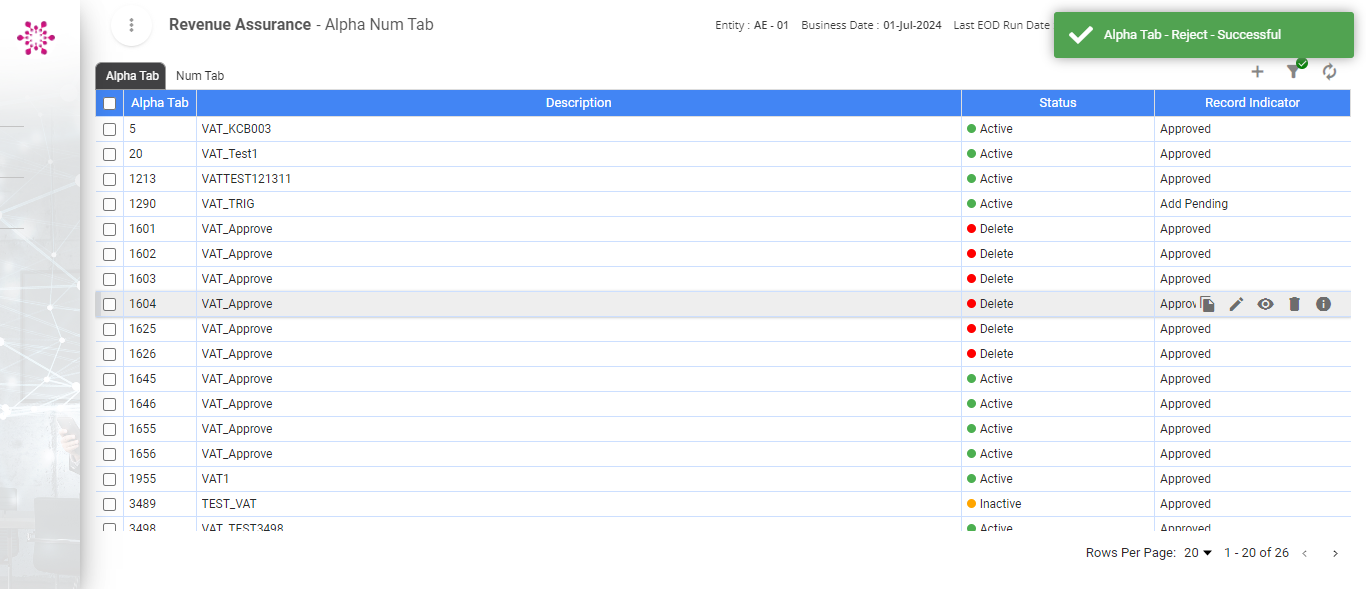 Revenue Assurance - Alpha Num Tab
Entity : AE - 01 Business Date : 01-Jul-2024 Last EOD Run Date
Alpha Tab - Reject - Successful
Alpha Tab Num Tab
Alpha Tab Description Status Record Indicator
5 VAT_KCB003 Active Approved
20 VAT_Test1 Active Approved
1213 VATTEST121311 Active Approved
1290 VAT_TRIG Active Add Pending
1601 VAT_Approve Delete Approved
1602 VAT_Approve Delete Approved
1603 VAT_Approve Delete Approved
1604 VAT_Approve Delete Approv
1625 VAT_Approve Delete Approved
1626 VAT_Approve Delete Approved
1645 VAT_Approve Active Approved
1646 VAT_Approve Active Approved
1655 VAT_Approve Active Approved
1656 VAT_Approve Active Approved
1955 VAT1 Active Approved
3489 TEST_VAT Inactive Approved
3498 VAT_TEST3498 Active Approved
Rows Per Page: 20 1 - 20 of 26